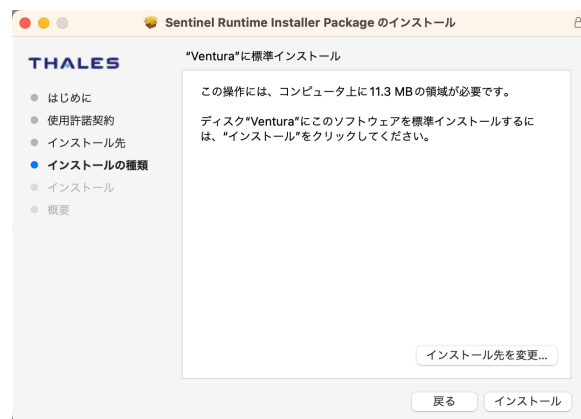 Sentinel Runtime Installer Package のインストール
THALES
"Ventura"に標準インストール
はじめに
使用許諾契約
インストール先
インストールの種類
インストール
概要
この操作には、コンピュータ上に11.3 MBの領域が必要です。
ディスク"Ventura"にこのソフトウェアを標準インストールするに
は、"インストール"をクリックしてください。
インストール先を変更...
戻る
インストール